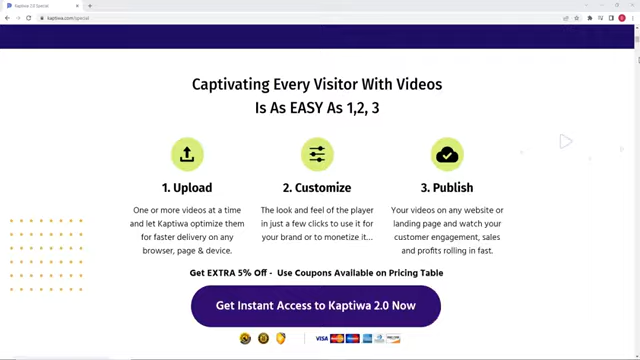 Kaptiwa 2.0 Special
kaptiwa.com/special
Captivating Every Visitor With Videos
Is As EASY As 1,2, 3
1. Upload
One or more videos at a time
and let Kaptiwa optimize them
for faster delivery on any
browser, page & device.
2. Customize
The look and feel of the player
in just a few clicks to use it for
your brand or to monetize it...
3. Publish
Your videos on any website or
landing page and watch your
customer engagement, sales
and profits rolling in fast.
Get EXTRA 5% Off - Use Coupons Available on Pricing Table
Get Instant Access to Kaptiwa 2.0 Now
VISA